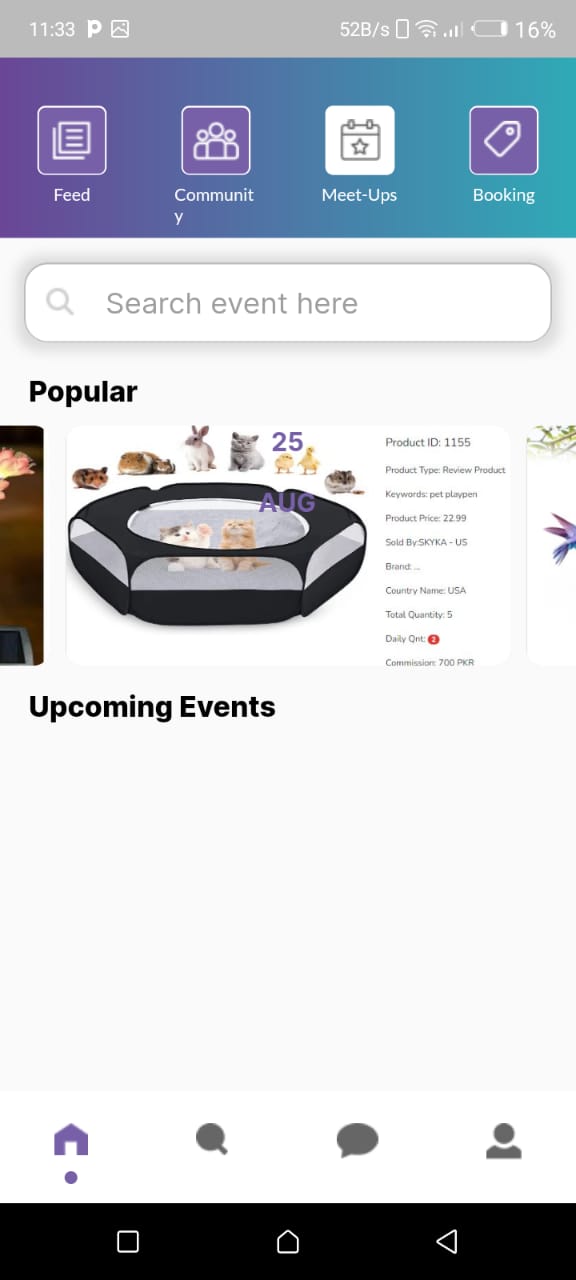 11:33
52B/s
16%
Feed
Communit
y
Meet-Ups
Booking
Search event here
Popular
25
AUG
Product ID: 1155
Product Type: Review Product
Keywords: pet playpen
Product Price: 22.99
Sold By:SKYKA - US
Brand: ...
Country Name: USA
Total Quantity: 5
Daily Qnt: 2
Commission: 700 PKR
Upcoming Events